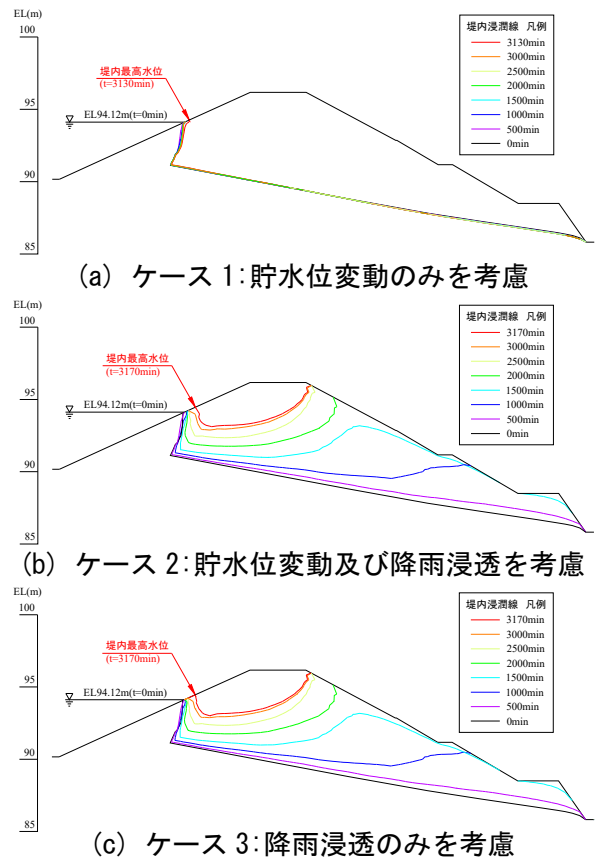 EL(m)
100
95
90
85
堤内最高水位
(t=3130min)
EL94.12m(t=0min)
堤内浸潤線 凡例
3130min
3000min
2500min
2000min
1500min
1000min
500min
0min
(a) ケース 1:貯水位変動のみを考慮
EL(m)
100
95
90
85
堤内最高水位
(t=3170min)
EL94.12m(t=0min)
堤内浸潤線 凡例
3170min
3000min
2500min
2000min
1500min
1000min
500min
0min
(b) ケース 2:貯水位変動及び降雨浸透を考慮
EL(m)
100
95
90
85
堤内最高水位
(t=3170min)
EL94.12m(t=0min)
堤内浸潤線 凡例
3170min
3000min
2500min
2000min
1500min
1000min
500min
0min
(c) ケース 3:降雨浸透のみを考慮